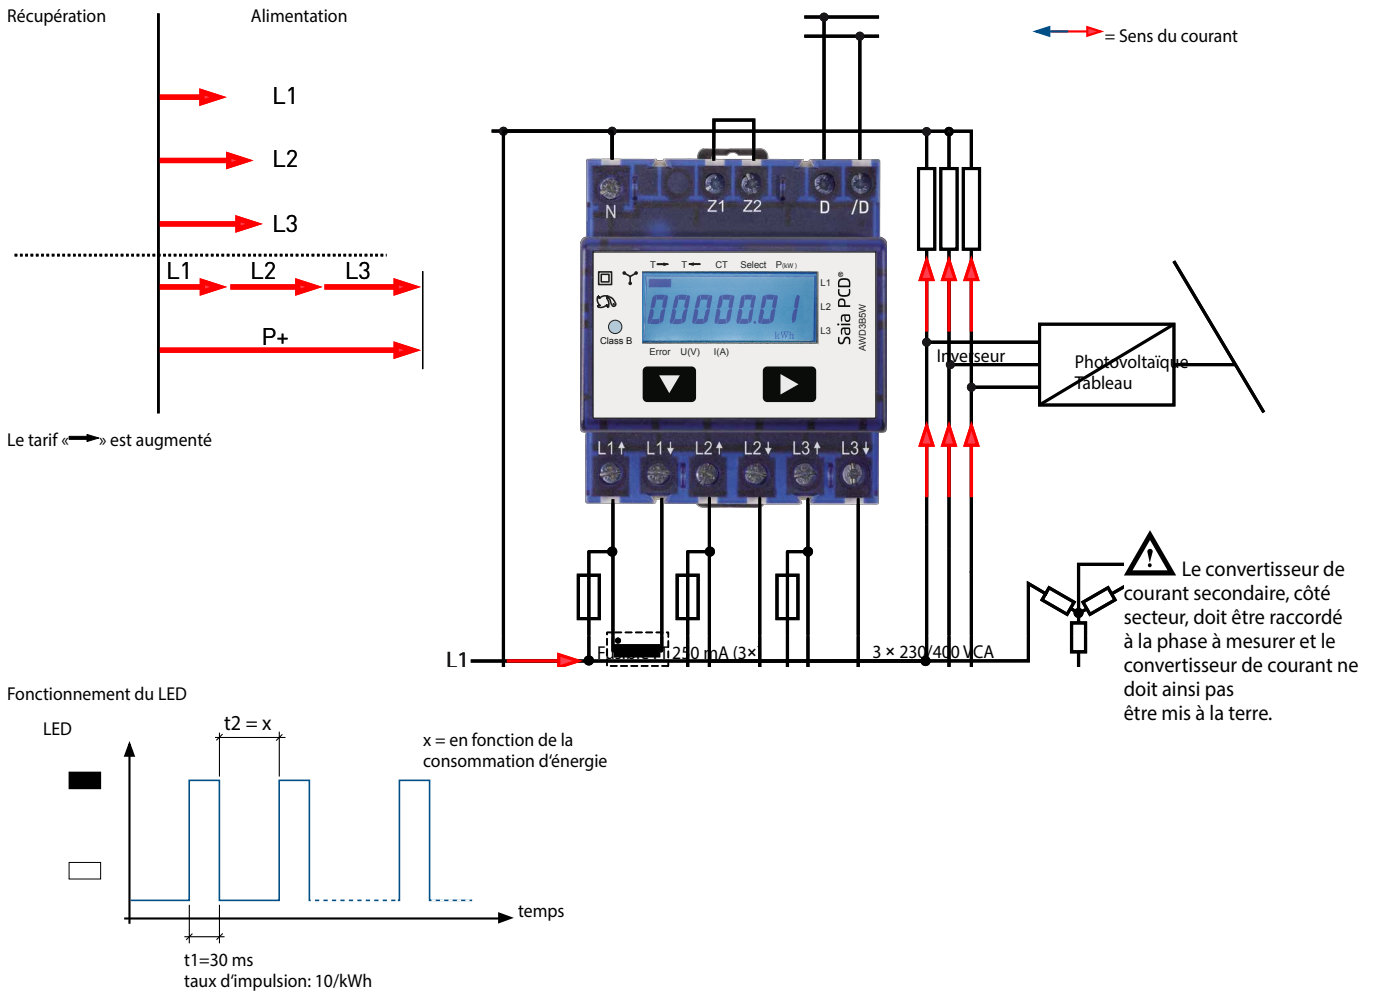 Récupération
Alimentation
= Sens du courant
L1
L2
L3
L1 L2 L3
P+
Le tarif « » est augmenté
N
Z1 Z2
D /D
T T CT Select P(kW)
L1
L2
L3
0000001
kWh
Class B
Error U(V) I(A)
Saia PCD®
AWD3B5W
L1 L1 L2 L2 L3 L3
Inverseur
Photovoltaïque
Tableau
L1
250 mA (3×
3 × 230/400 VCA
Le convertisseur de
courant secondaire, côté
secteur, doit être raccordé
à la phase à mesurer et le
convertisseur de courant ne
doit ainsi pas
être mis à la terre.
Fonctionnement du LED
LED
t2 = x
x = en fonction de la
consommation d'énergie
temps
t1=30 ms
taux d'impulsion: 10/kWh